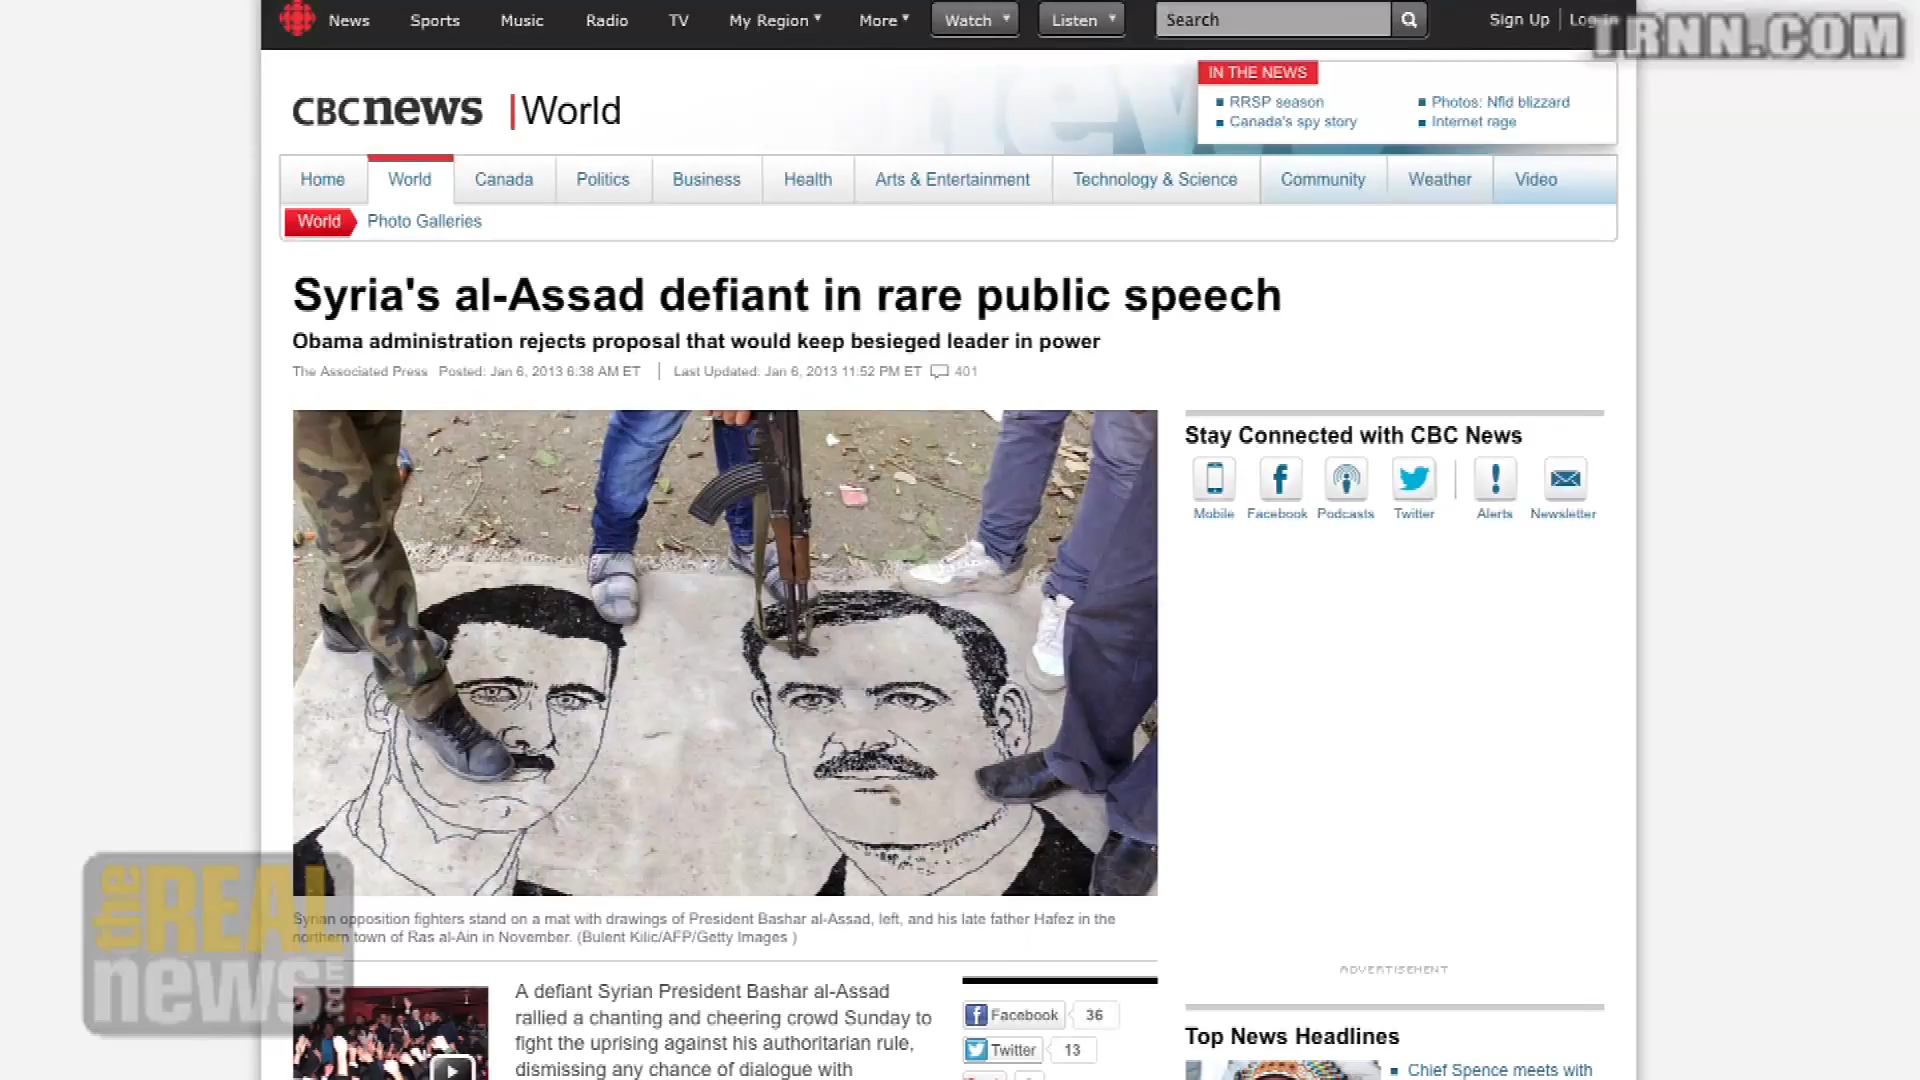 News Sports Music Radio TV My Region More Watch Listen Search Sign Up Log in
TRNN.COM
IN THE NEWS
RRSP season Photos: Nfld blizzard
Canada's spy story Internet rage
CBCnews World
Home World Canada Politics Business Health Arts & Entertainment Technology & Science Community Weather Video
World Photo Galleries
Syria's al-Assad defiant in rare public speech
Obama administration rejects proposal that would keep besieged leader in power
The Associated Press Posted: Jan 6, 2013 6:38 AM ET Last Updated: Jan 6, 2013 11:52 PM ET 401
Stay Connected with CBC News
Mobile Facebook Podcasts Twitter Alerts Newsletter
Syrian opposition fighters stand on a mat with drawings of President Bashar al-Assad, left, and his late father Hafez in the
northern town of Ras al-Ain in November. (Bulent Kilic/AFP/Getty Images )
the REAL
news.com
A defiant Syrian President Bashar al-Assad
rallied a chanting and cheering crowd Sunday to
fight the uprising against his authoritarian rule,
dismissing any chance of dialogue with
Facebook 36
Twitter 13
ADVERTISEMENT
Top News Headlines
Chief Spence meets with